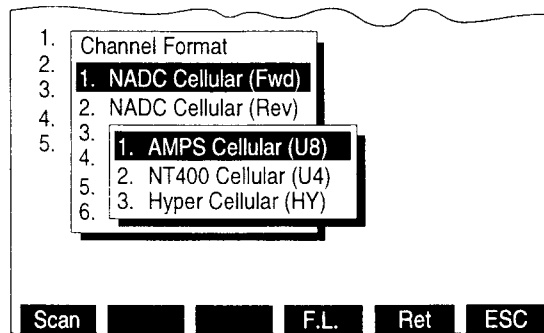 1.
2.
3.
4.
5.
Channel Format
1. NADC Cellular (Fwd)
2. NADC Cellular (Rev)
3.
4.
5.
6.
1. AMPS Cellular (U8)
2. NT400 Cellular (U4)
3. Hyper Cellular (HY)
Scan F.L. Ret ESC